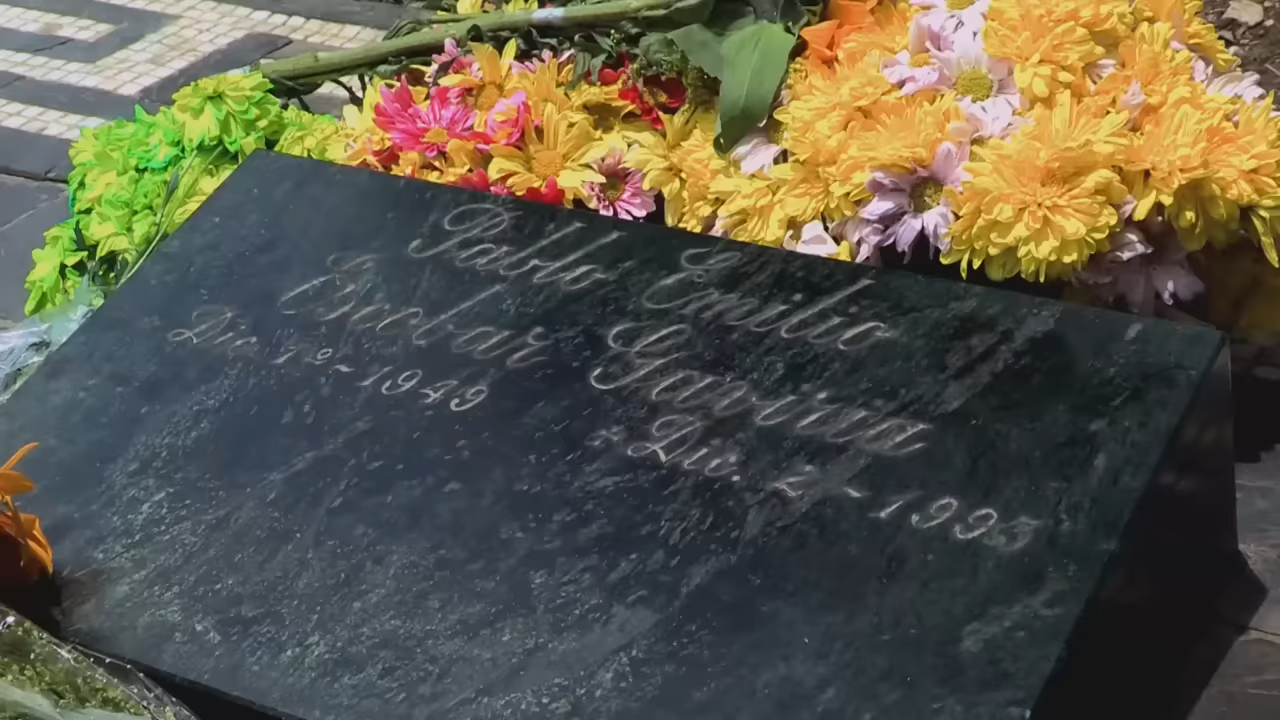 Pablo Emilio
Escobar Gaviria
Dic. 1º~1949
+ Dic. 2~1993